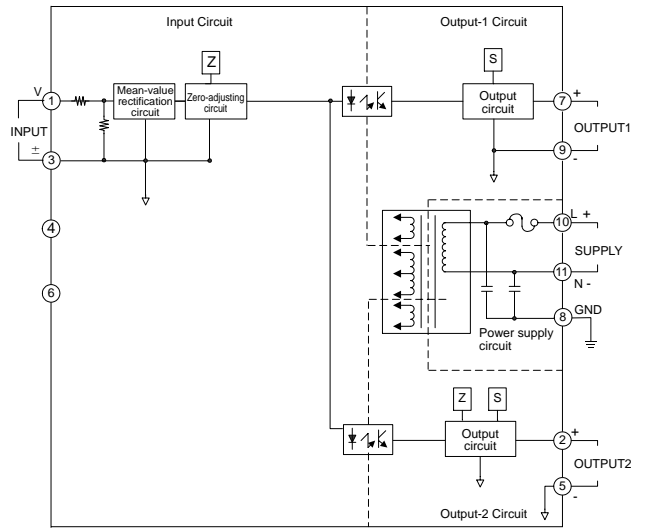 Input Circuit
Output-1 Circuit
Z
S
V
1
Mean-value
rectification
circuit
Zero-adjusting
circuit
Output
circuit
7
+
INPUT
OUTPUT1
±
3
9
-
4
10
L +
SUPPLY
11
N -
6
8
GND
Power supply
circuit
Z
S
Output
circuit
2
+
OUTPUT2
5
-
Output-2 Circuit